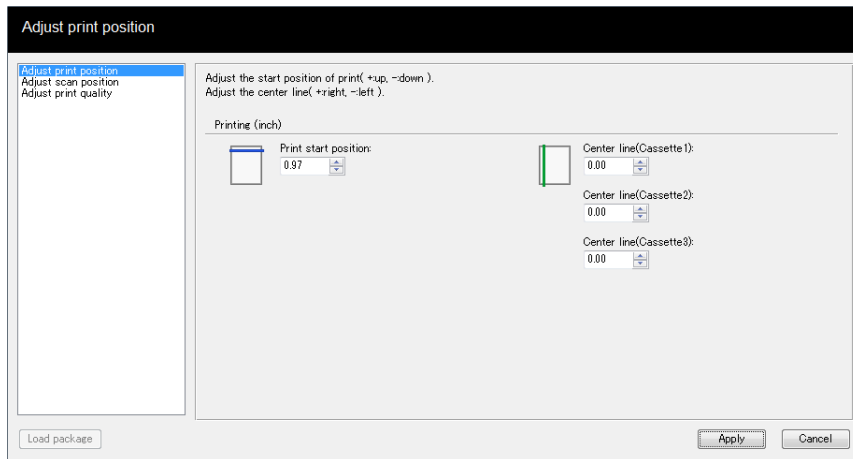 Adjust print position
Adjust print position
Adjust scan position
Adjust print quality
Adjust the start position of print( +:up, -:down ).
Adjust the center line( +:right, -:left ).
Printing (inch)
Print start position:
0.97
Center line(Cassette1):
0.00
Center line(Cassette2):
0.00
Center line(Cassette3):
0.00
Load package
Apply
Cancel